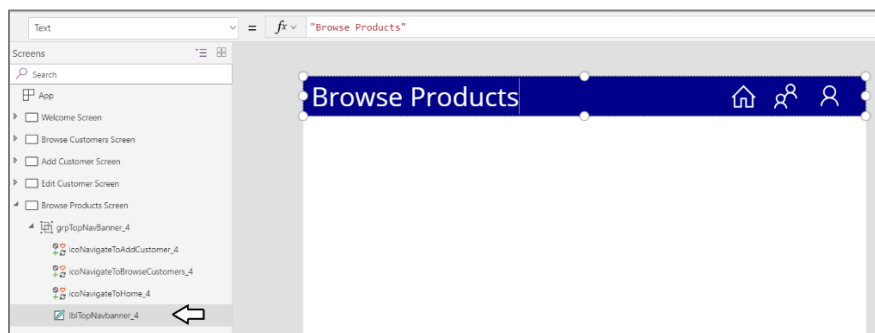 Text
= fx "Browse Products"
Screens
Search
App
Welcome Screen
Browse Customers Screen
Add Customer Screen
Edit Customer Screen
Browse Products Screen
grpTopNavBanner_4
icoNavigateToAddCustomer_4
icoNavigateToBrowseCustomers_4
icoNavigateToHome_4
lblTopNavbanner_4
Browse Products